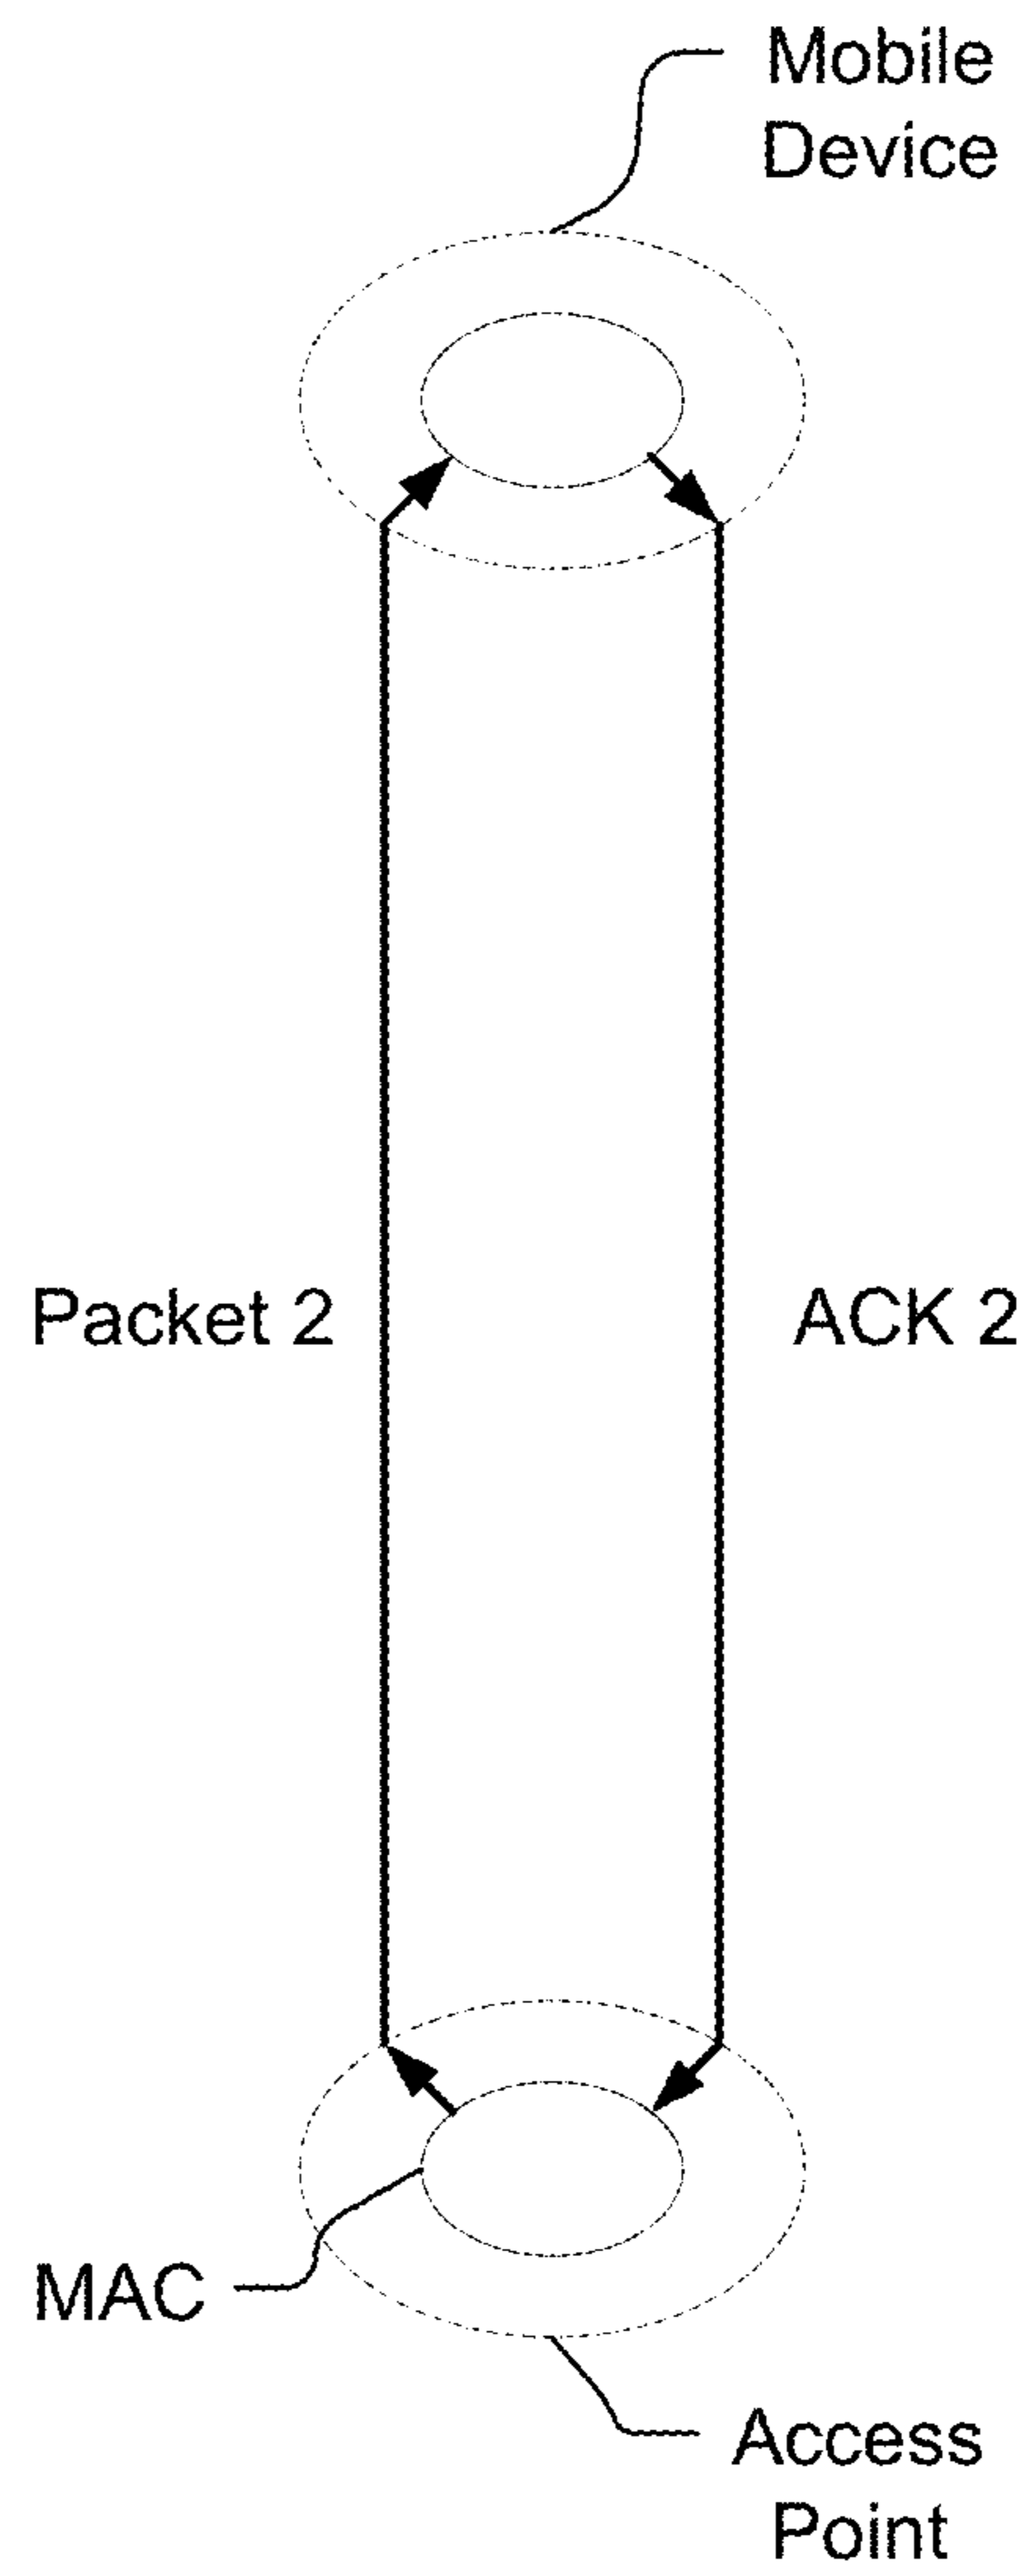 Mobile
Device
Packet 2
ACK 2
MAC
Access
Point